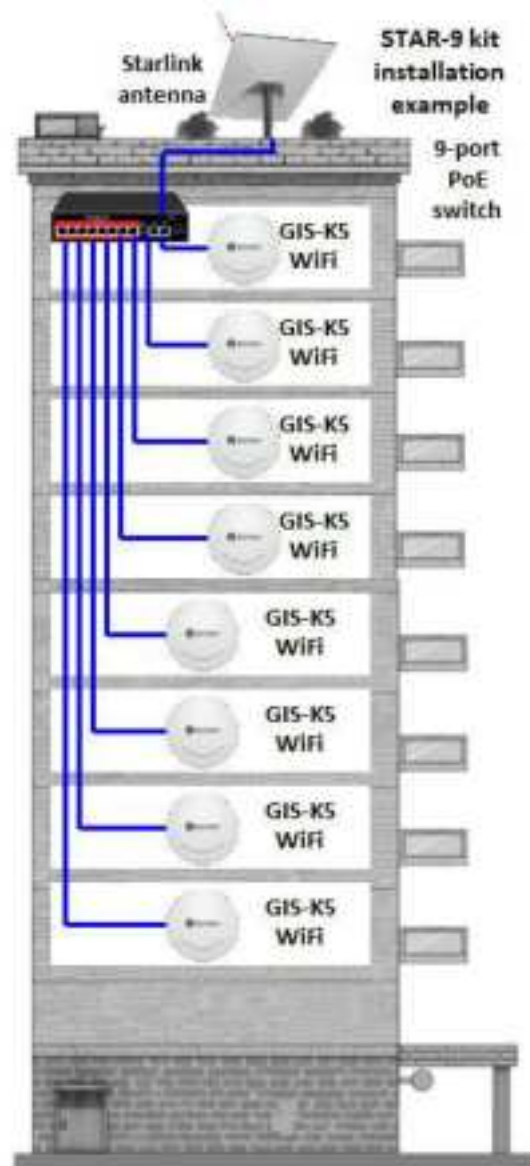 STAR-9 kit
installation
example
Starlink
antenna
9-port
PoE
switch
GIS-K5
WiFi
GIS-K5
WiFi
GIS-K5
WiFi
GIS-K5
WiFi
GIS-K5
WiFi
GIS-K5
WiFi
GIS-K5
WiFi
GIS-K5
WiFi